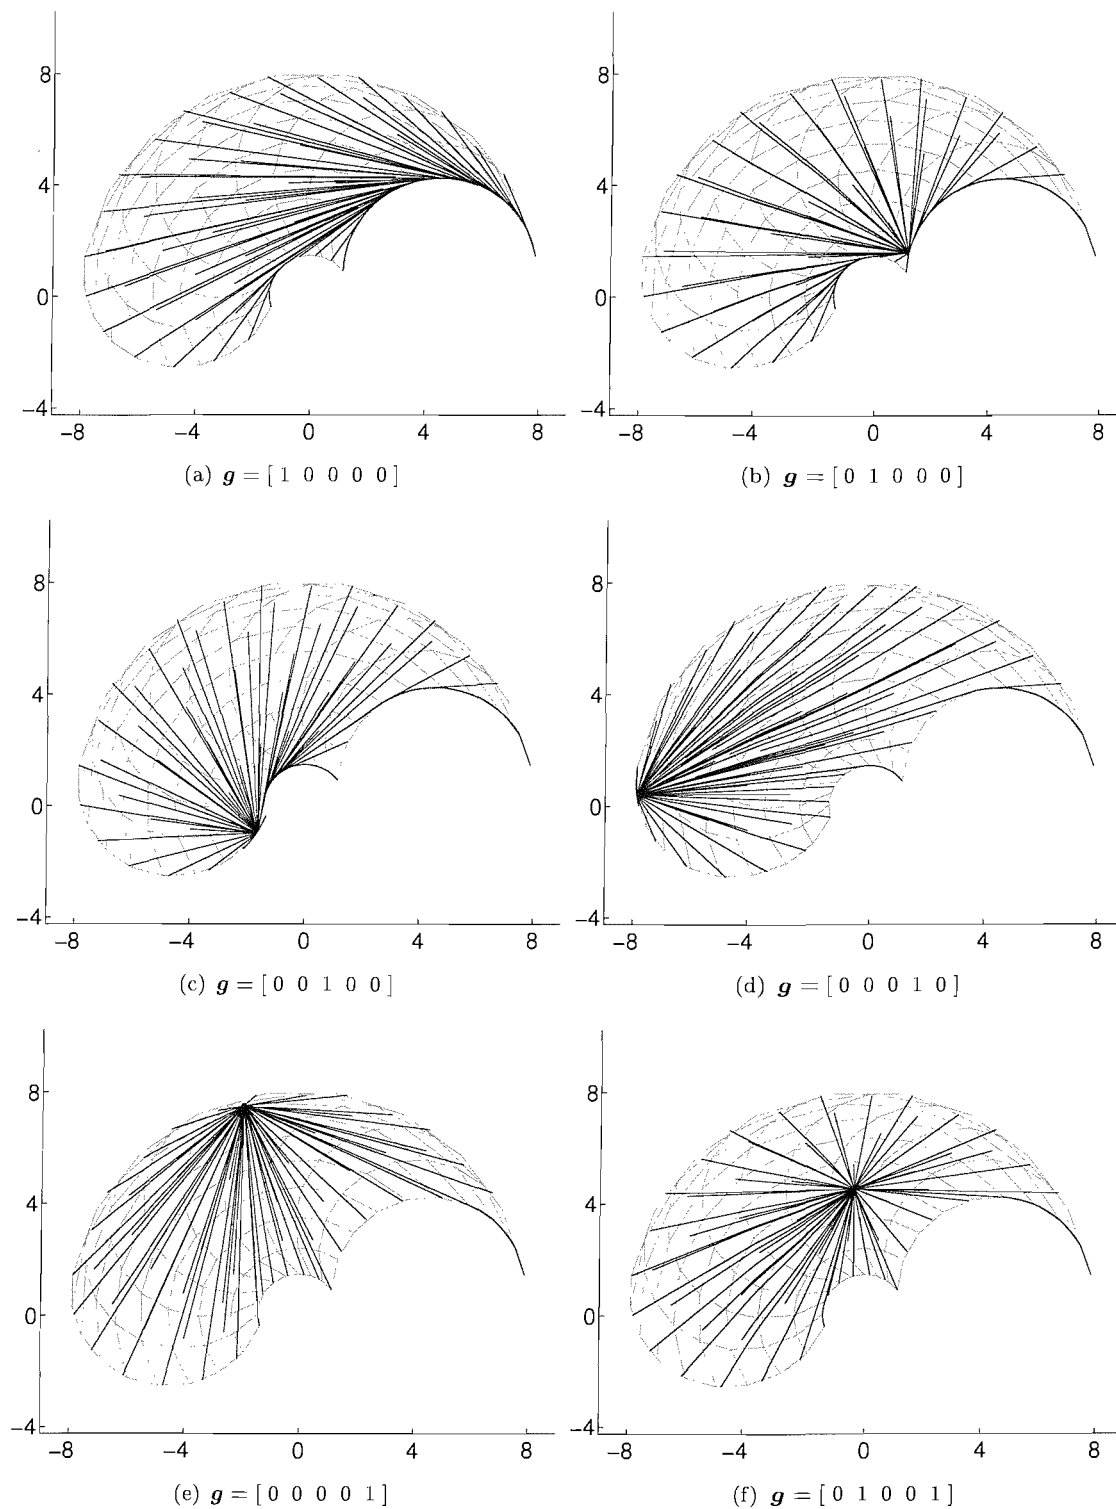 8 8
4 4
0 0
−4 −4
−8 −4 0 4 8 −8 −4 0 4 8
(a) g = [ 1 0 0 0 0 ] (b) g = [ 0 1 0 0 0 ]
8 8
4 4
0 0
−4 −4
−8 −4 0 4 8 −8 −4 0 4 8
(c) g = [ 0 0 1 0 0 ] (d) g = [ 0 0 0 1 0 ]
8 8
4 4
0 0
−4 −4
−8 −4 0 4 8 −8 −4 0 4 8
(e) g = [ 0 0 0 0 1 ] (f) g = [ 0 1 0 0 1 ]